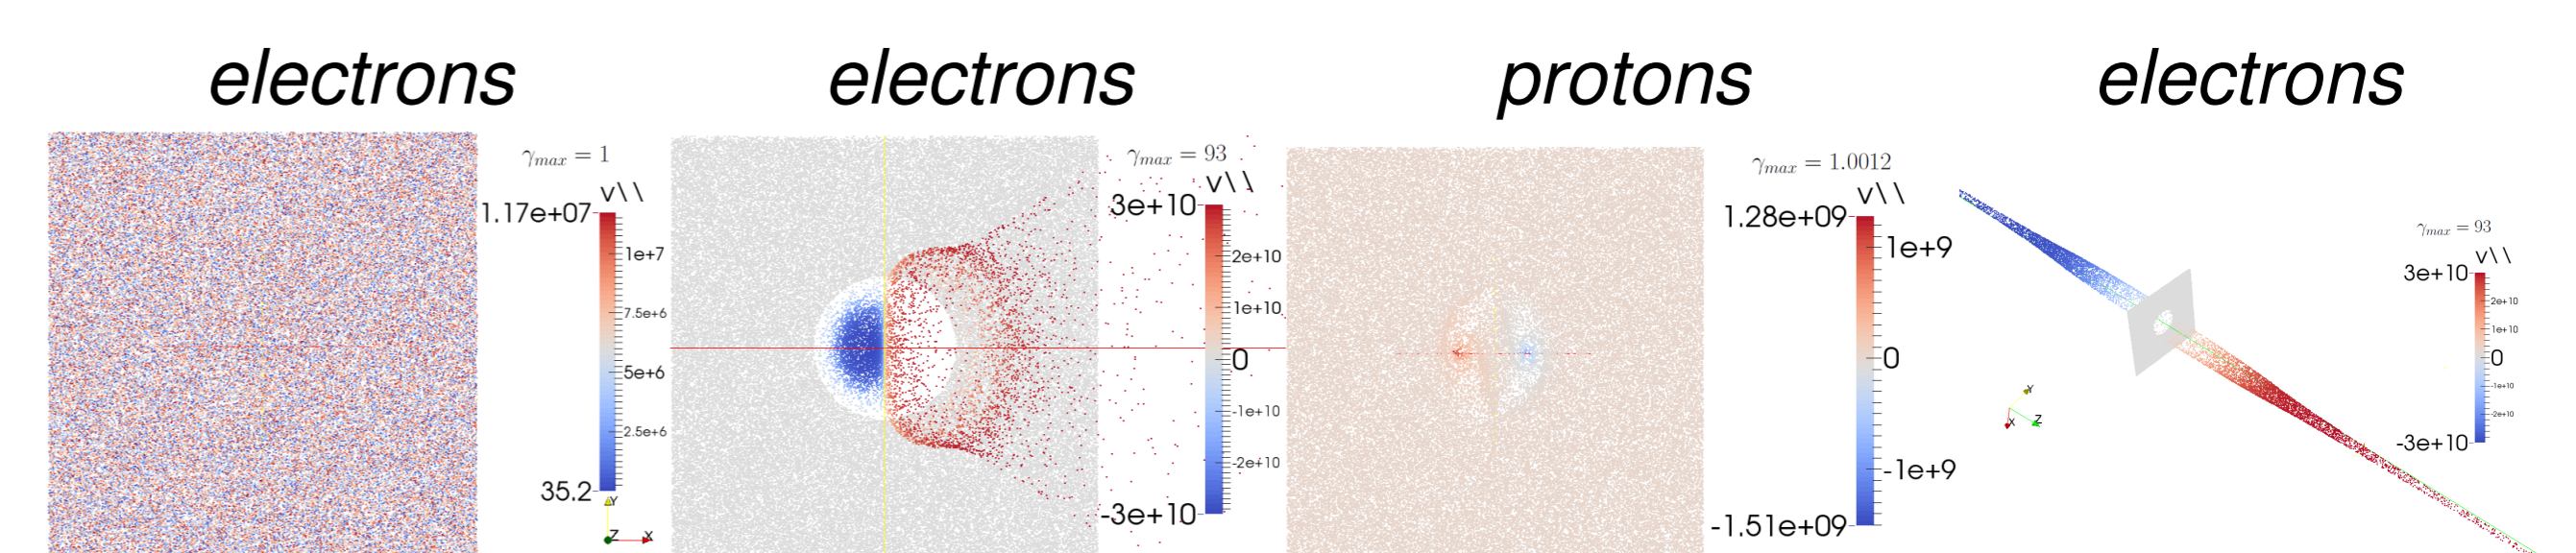 electrons
γmax = 1
v\\
1.17e+07
1e+7
7.5e+6
5e+6
2.5e+6
35.2
Y
Z X
electrons
γmax = 93
v\\
3e+10
2e+10
1e+10
0
-1e+10
-2e+10
-3e+10
protons
γmax = 1.0012
v\\
1.28e+09
1e+9
0
-1e+9
-1.51e+09
electrons
γmax = 93
v\\
3e+10
2e+10
1e+10
0
-1e+10
-2e+10
-3e+10
Y
X Z